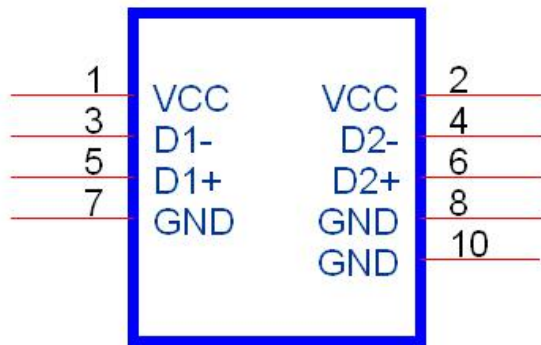 1 VCC VCC 2
3 D1- D2- 4
5 D1+ D2+ 6
7 GND GND 8
GND 10